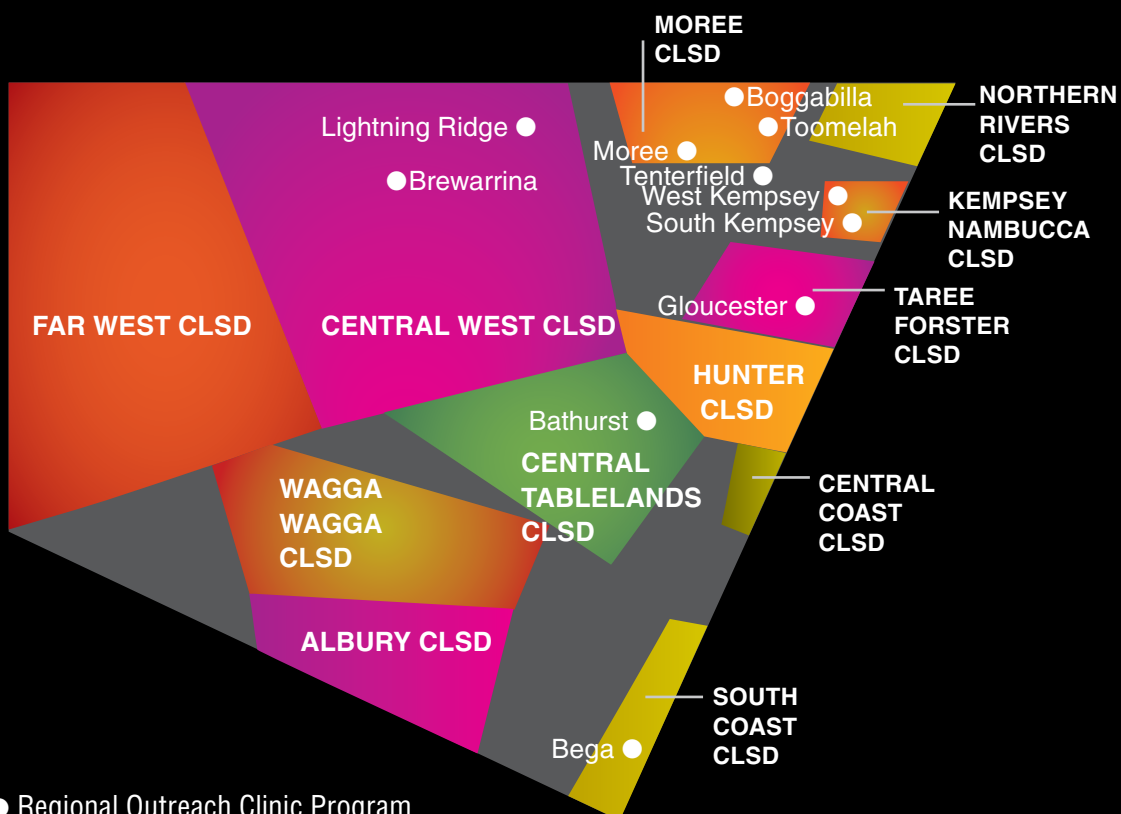 MOREE
CLSD
Boggabilla
NORTHERN
RIVERS
CLSD
Lightning Ridge
Toomelah
Moree
Brewarrina
Tenterfield
West Kempsey
South Kempsey
KEMPSEY
NAMBUCCA
CLSD
Gloucester
TAREE
FORSTER
CLSD
FAR WEST CLSD
CENTRAL WEST CLSD
HUNTER
CLSD
Bathurst
CENTRAL
TABLELANDS
CLSD
WAGGA
WAGGA
CLSD
CENTRAL
COAST
CLSD
ALBURY CLSD
SOUTH
COAST
CLSD
Bega
Regional Outreach Clinic Program